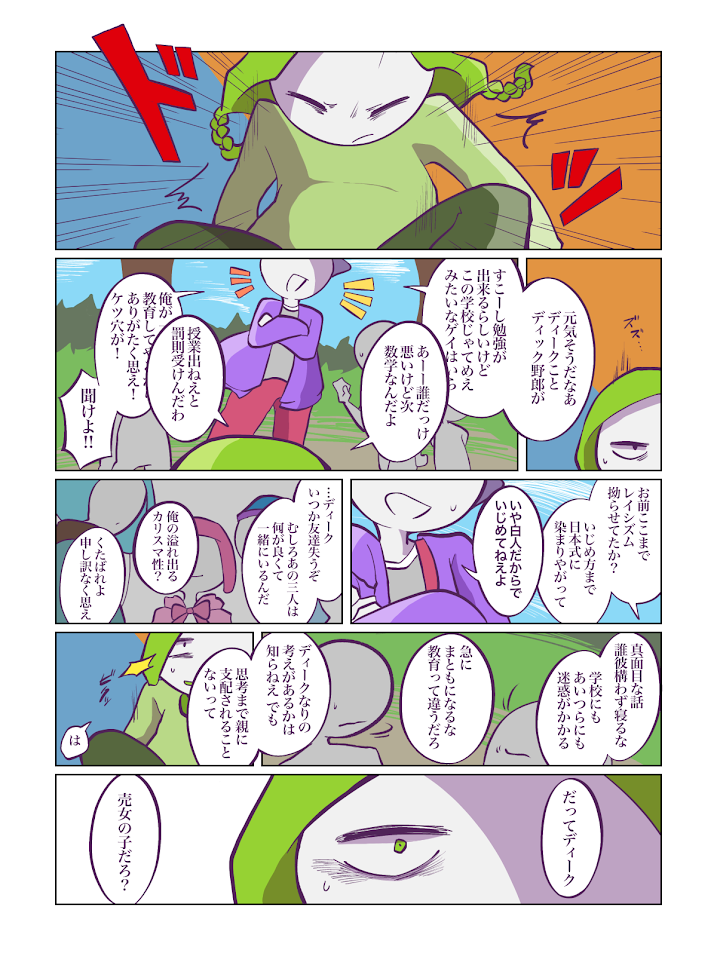 ドッ
ズズ…
元気そうだなあ
ディークこと
ディック野郎が
すこーし勉強が
出来るらしいけど
この学校じゃてめえ
みたいなゲイはいら
あー！誰だっけ
悪いけど次
数学なんだよ
俺が
教育してや
ありがたく思え！
ケツ穴が！
授業出ねえと
罰則受けんだわ
聞けよ!!
お前ここまで
レイシズム
拗らせてたか？
いじめ方まで
日本式に
染まりやがって
いや白人だからで
いじめてねえよ
…ディーク
いつか友達失うぞ
むしろあの三人は
何が良くて
一緒にいるんだ
俺の溢れ出る
カリスマ性？
くたばれよ
申し訳なく思え
真面目な話
誰彼構わず寝るな
学校にも
あいつらにも
迷惑がかかる
急に
まともになるな
教育って違うだろ
ディークなりの
考えがあるかは
知らねえ でも
思考まで親に
支配されること
ないって
は
だってディーク
売女の子だろ？